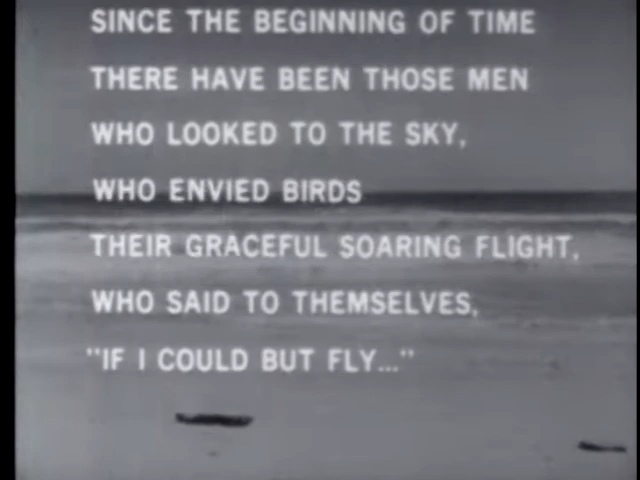 SINCE THE BEGINNING OF TIME
THERE HAVE BEEN THOSE MEN
WHO LOOKED TO THE SKY,
WHO ENVIED BIRDS
THEIR GRACEFUL SOARING FLIGHT,
WHO SAID TO THEMSELVES,
"IF I COULD BUT FLY..."